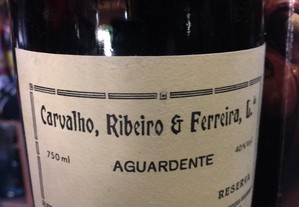 Carvalho, Ribeiro & Ferreira, L.da
750 ml 40% vol
AGUARDENTE
RESERVA